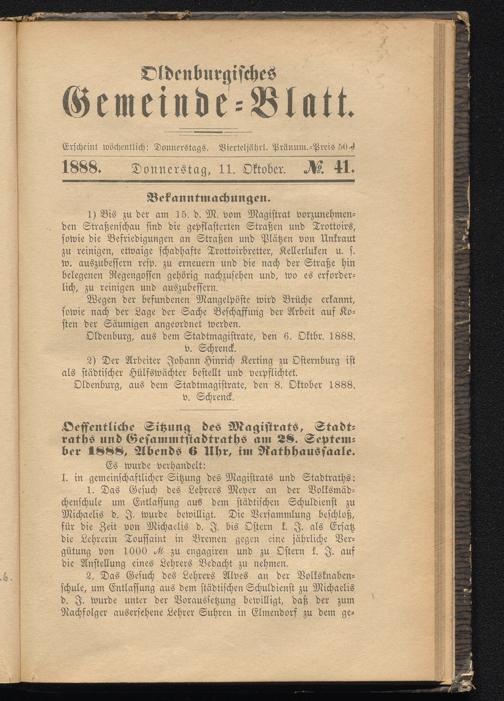 Oldenburgisches
Gemeinde-Blatt.
Erscheint wöchentlich: Donnerstags. Vierteljährl. Pränum.-Preis 50 ₰
1888. Donnerstag, 11. Oktober. № 41.
Bekanntmachungen.
1) Bis zu der am 15. d. M. vom Magistrat vorzunehmen-
den Straßenschau sind die gepflasterten Straßen und Trottoirs,
sowie die Befriedigungen an Straßen und Plätzen von Unkraut
zu reinigen, etwaige schadhafte Trottoirbretter, Kellerluken u. s.
w. auszubessern resp. zu erneuern und die nach der Straße hin
belegenen Regengossen gehörig nachzusehen und, wo es erforder-
lich, zu reinigen und auszubessern.
Wegen der befundenen Mangelpöste wird Brüche erkannt,
sowie nach der Lage der Sache Beschaffung der Arbeit auf Ko-
sten der Säumigen angeordnet werden.
Oldenburg, aus dem Stadtmagistrate, den 6. Oktbr. 1888.
v. Schrenck.
2) Der Arbeiter Johann Hinrich Kerting zu Osternburg ist
als städtischer Hülfswächter bestellt und verpflichtet.
Oldenburg, aus dem Stadtmagistrate, den 8. Oktober 1888.
v. Schrenck.
Oeffentliche Sitzung des Magistrats, Stadt-
raths und Gesammtstadtraths am 28. Septem-
ber 1888, Abends 6 Uhr, im Rathhaussaale.
Es wurde verhandelt:
I. in gemeinschaftlicher Sitzung des Magistrats und Stadtraths:
1. Das Gesuch des Lehrers Meyer an der Volksmäd-
chenschule um Entlassung aus dem städtischen Schuldienst zu
Michaelis d. J. wurde bewilligt. Die Versammlung beschloß,
für die Zeit von Michaelis d. J. bis Ostern k. J. als Ersatz
die Lehrerin Toussaint in Bremen gegen eine jährliche Ver-
gütung von 1000 ℳ zu engagiren und zu Ostern k. J. auf
die Anstellung eines Lehrers Bedacht zu nehmen.
2. Das Gesuch des Lehrers Alves an der Volksknaben-
schule, um Entlassung aus dem städtischen Schuldienst zu Michaelis
d. J. wurde unter der Voraussetzung bewilligt, daß der zum
Nachfolger ausersehene Lehrer Suhren in Elmendorf zu dem ge-